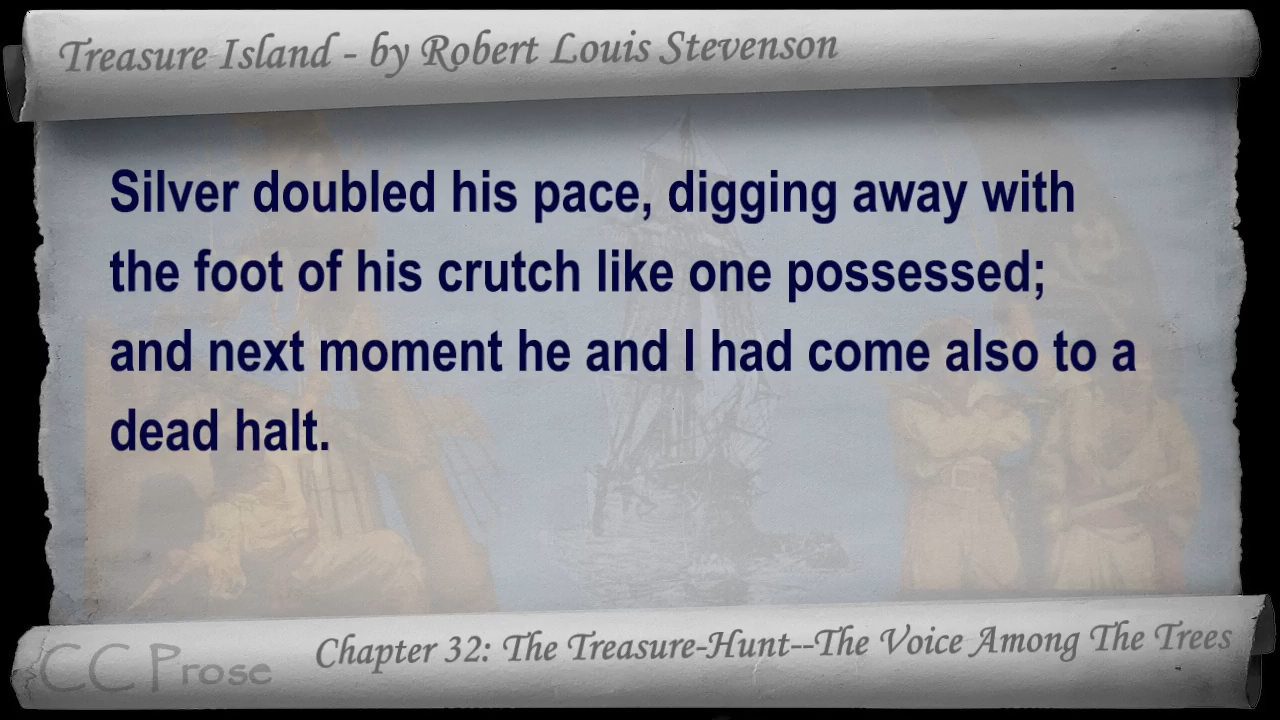 Treasure Island - by Robert Louis Stevenson
Silver doubled his pace, digging away with
the foot of his crutch like one possessed;
and next moment he and I had come also to a
dead halt.
Chapter 32: The Treasure-Hunt--The Voice Among The Trees
CC Prose